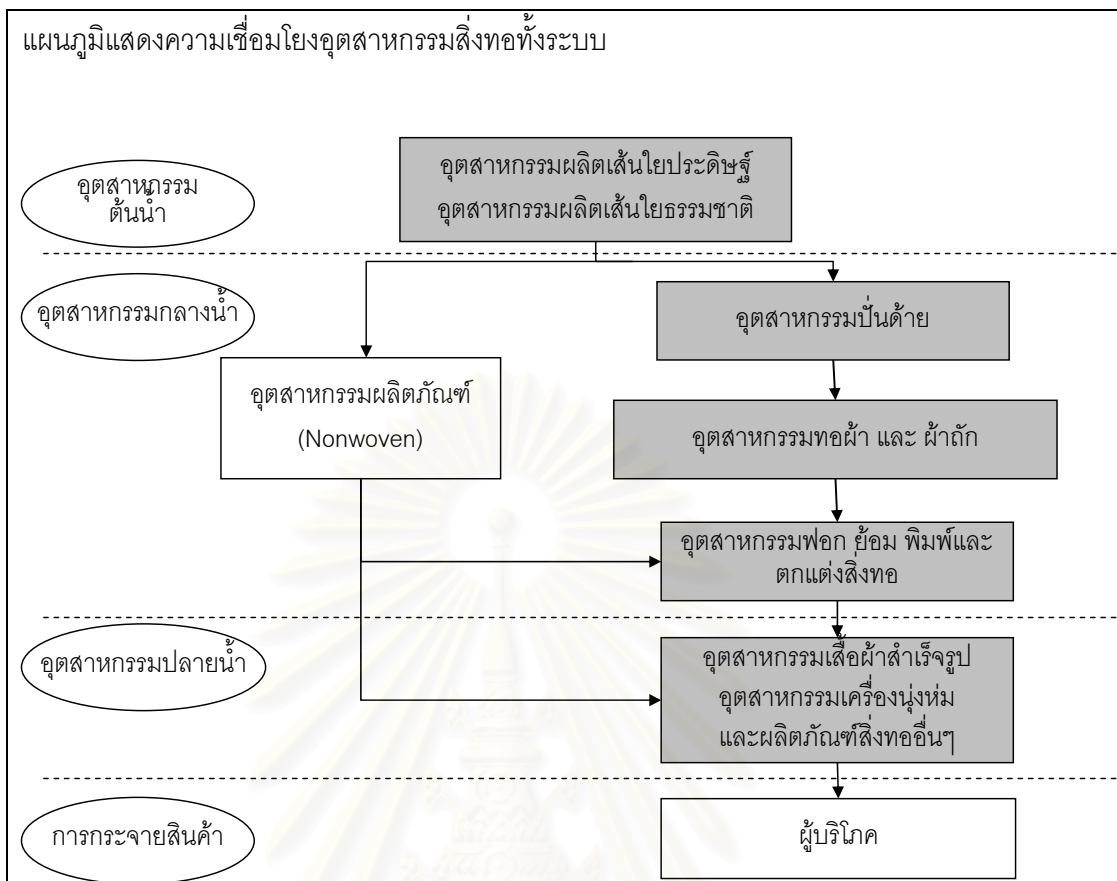 แผนภูมิแสดงความเชื่อมโยงอุตสาหกรรมสิ่งทอทั้งระบบ
อุตสาหกรรม
ต้นน้ำ
อุตสาหกรรมผลิตเส้นใยประดิษฐ์
อุตสาหกรรมผลิตเส้นใยธรรมชาติ
อุตสาหกรรมกลางน้ำ
อุตสาหกรรมปั่นด้าย
อุตสาหกรรมผลิตภัณฑ์
(Nonwoven)
อุตสาหกรรมทอผ้า และ ผ้าถัก
อุตสาหกรรมฟอก ย้อม พิมพ์และ
ตกแต่งสิ่งทอ
อุตสาหกรรมปลายน้ำ
อุตสาหกรรมเสื้อผ้าสำเร็จรูป
อุตสาหกรรมเครื่องนุ่งห่ม
และผลิตภัณฑ์สิ่งทออื่นๆ
การกระจายสินค้า
ผู้บริโภค